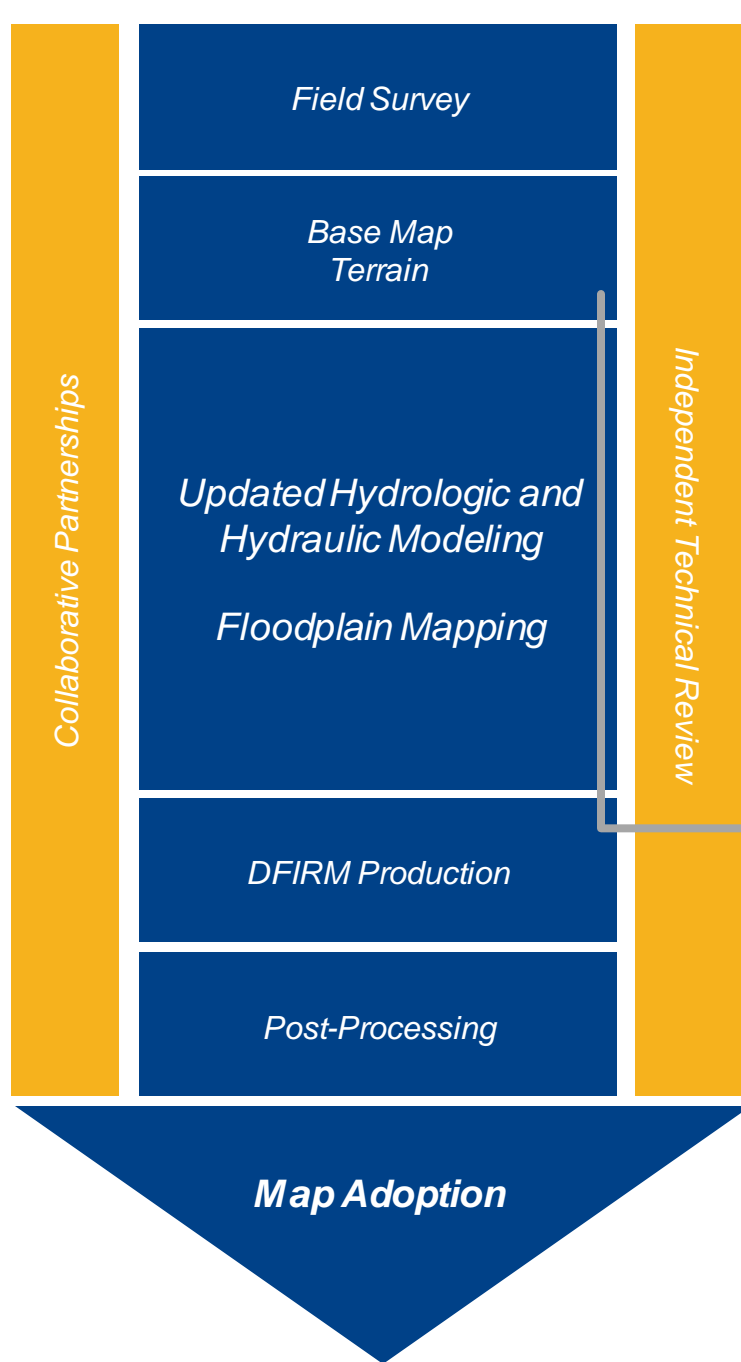 Field Survey
Base Map
Terrain
Collaborative Partnerships
Updated Hydrologic and
Hydraulic Modeling
Floodplain Mapping
Independent Technical Review
DFIRM Production
Post-Processing
Map Adoption